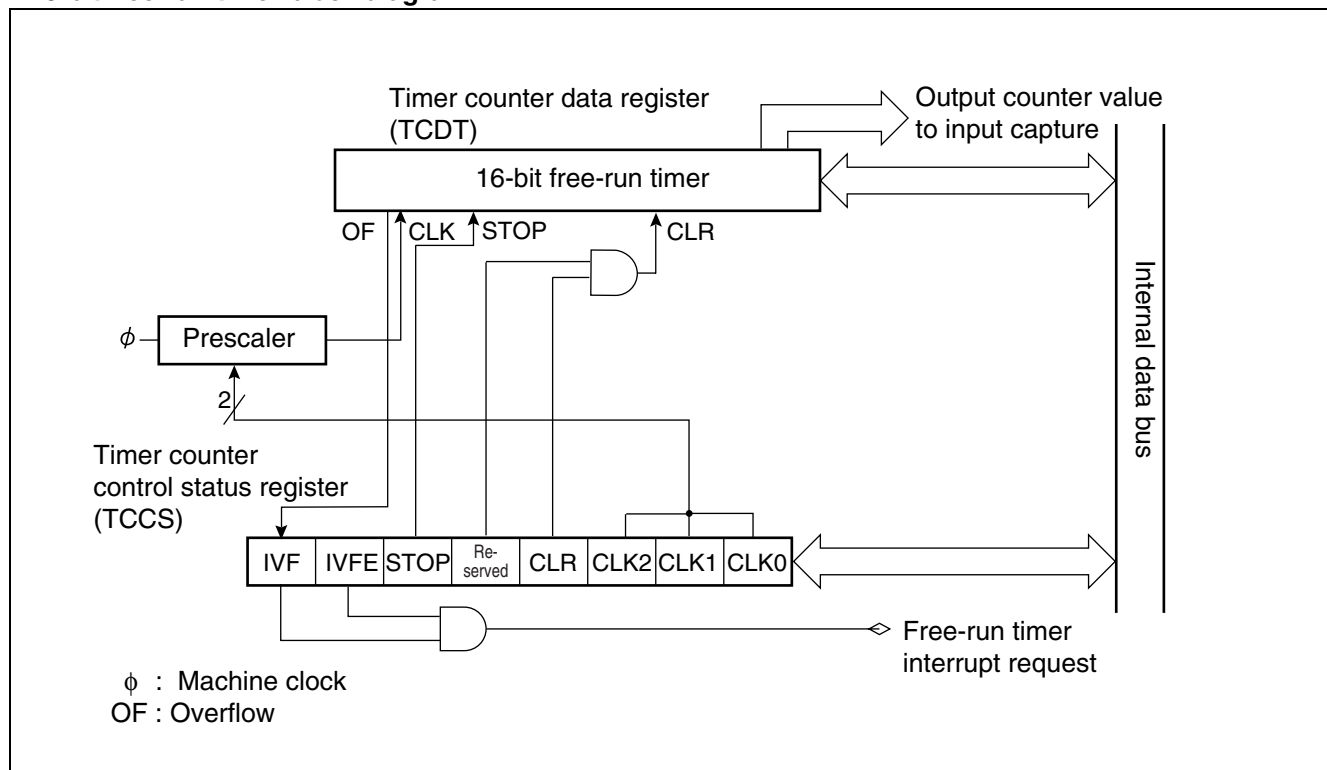 Timer counter data register
(TCDT)
Output counter value
to input capture
16-bit free-run timer
OF
CLK
STOP
CLR
Internal data bus
ϕ
Prescaler
2
Timer counter
control status register
(TCCS)
IVF
IVFE
STOP
Re-
served
CLR
CLK2
CLK1
CLK0
Free-run timer
interrupt request
ϕ : Machine clock
OF : Overflow